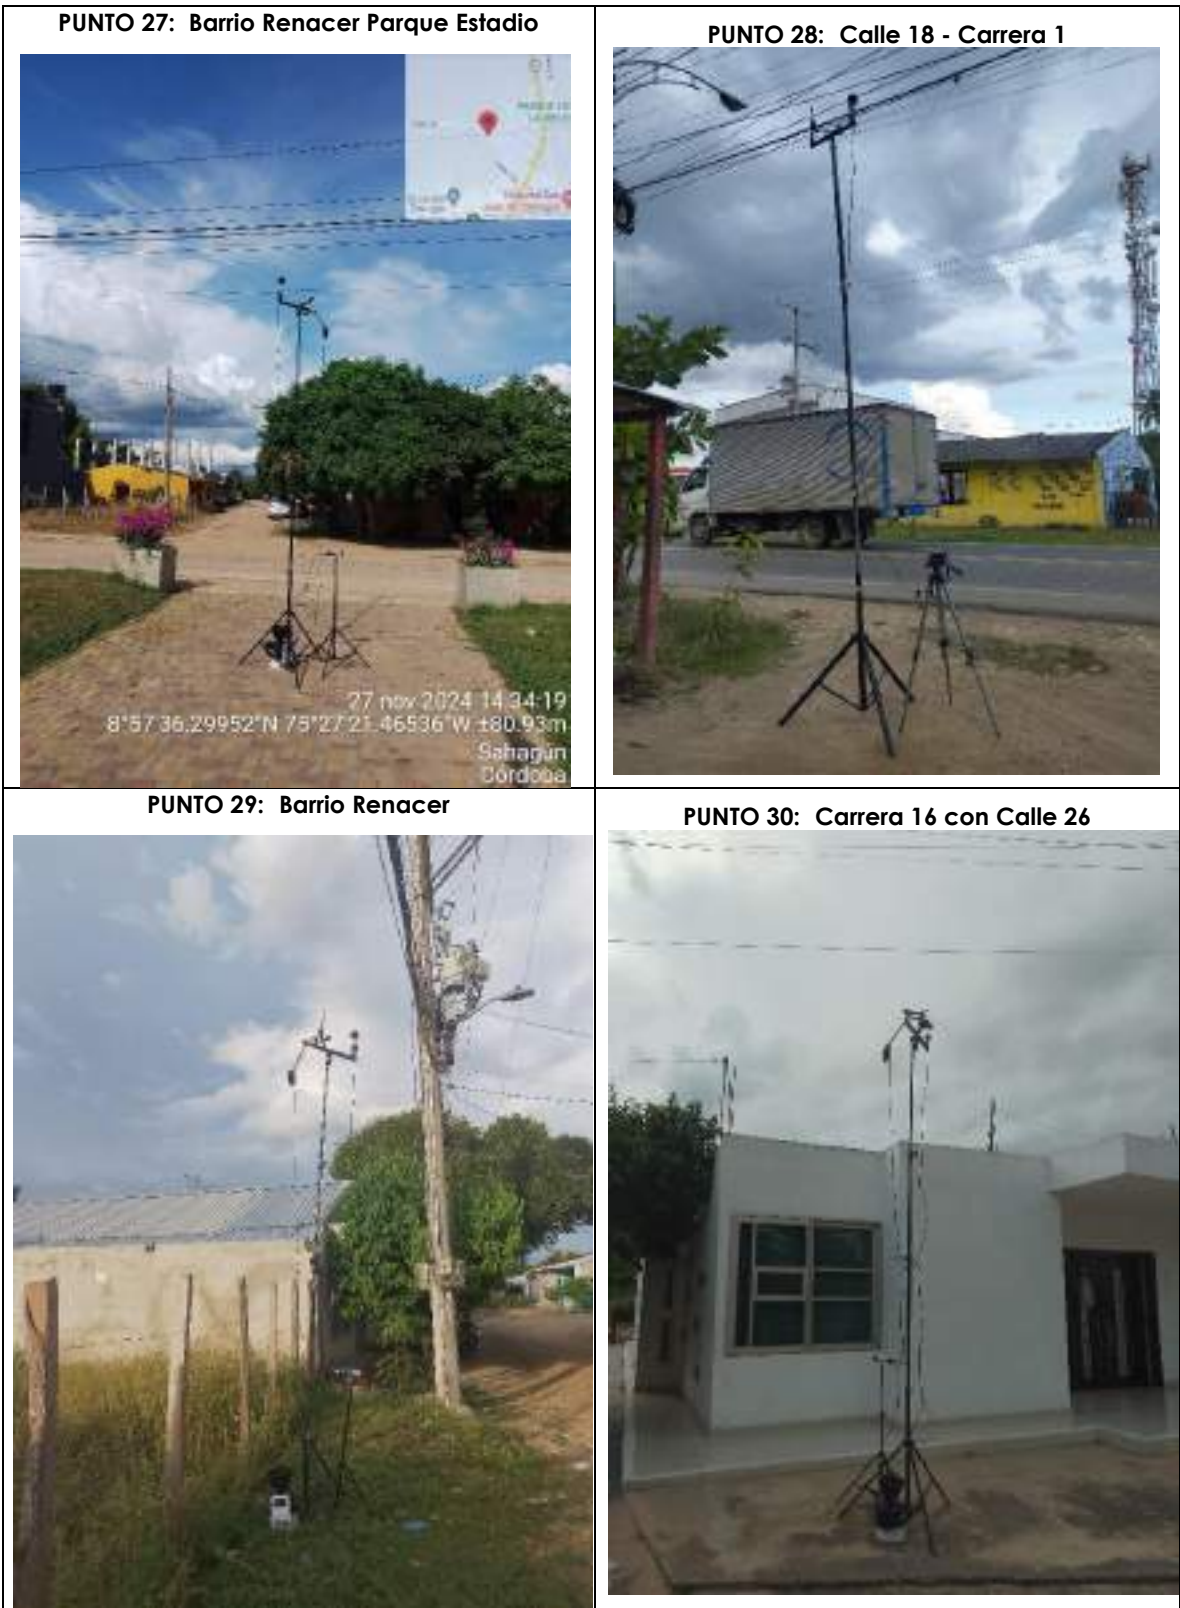 PUNTO 27: Barrio Renacer Parque Estadio
PUNTO 28: Calle 18 - Carrera 1
27 nov 2024 14:34:19
8°57'36.29952"N 75°27'21.46536"W ±80.93m
Sahagún
Córdoba
PUNTO 29: Barrio Renacer
PUNTO 30: Carrera 16 con Calle 26